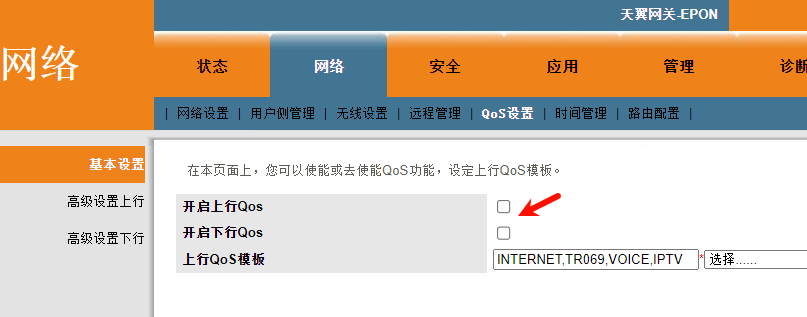 天翼网关-EPON
网络
状态 网络 安全 应用 管理 诊断
| 网络设置 | 用户侧管理 | 无线设置 | 远程管理 | QoS设置 | 时间管理 | 路由配置 |
基本设置
高级设置上行
高级设置下行
在本页面上，您可以使能或去使能QoS功能，设定上行QoS模板。
开启上行Qos
开启下行Qos
上行QoS模板 INTERNET,TR069,VOICE,IPTV * 选择......